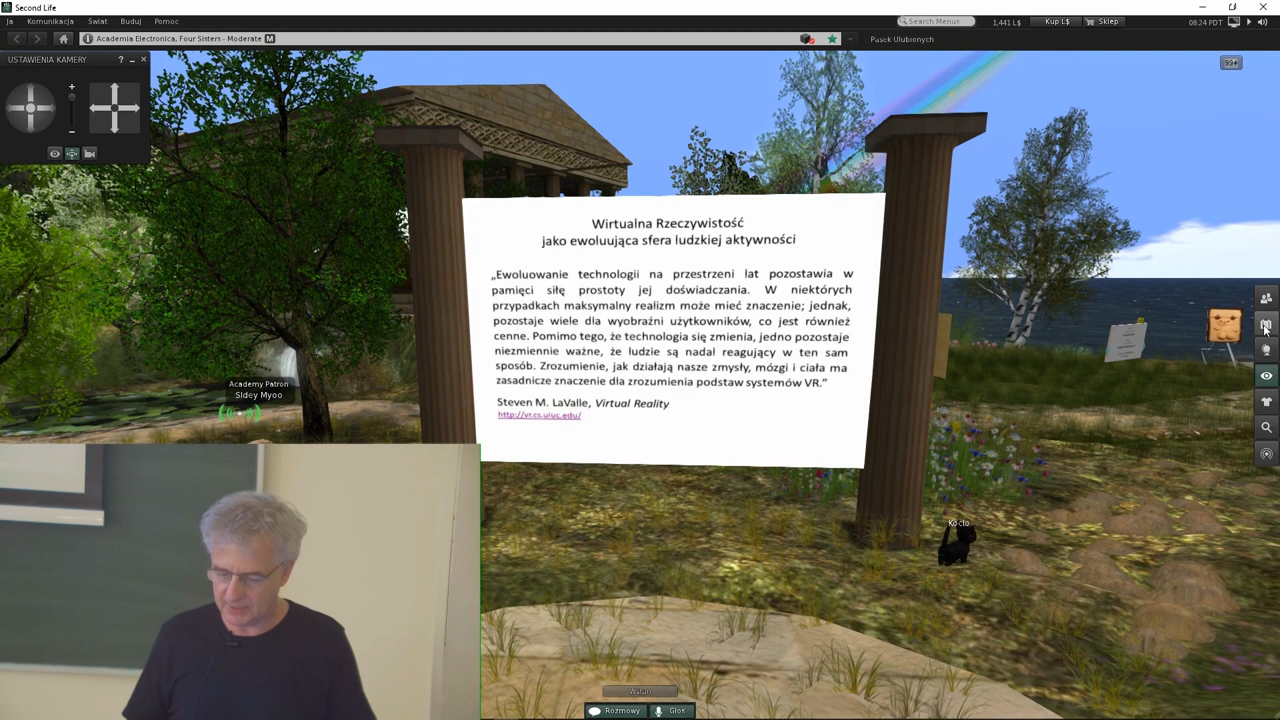 Second Life
Ja Komunikacja Świat Buduj Pomoc
Search Menus
1,441 L$
Kup L$
Sklep
08:24 PDT
Academia Electronica, Four Sisters - Moderate
M
Pasek Ulubionych
USTAWIENIA KAMERY
99+
Wirtualna Rzeczywistość
jako ewoluująca sfera ludzkiej aktywności
„Ewoluowanie technologii na przestrzeni lat pozostawia w
pamięci siłę prostoty jej doświadczania. W niektórych
przypadkach maksymalny realizm może mieć znaczenie; jednak,
pozostaje wiele dla wyobraźni użytkowników, co jest również
cenne. Pomimo tego, że technologia się zmienia, jedno pozostaje
niezmiennie ważne, że ludzie są nadal reagujący w ten sam
sposób. Zrozumienie, jak działają nasze zmysły, mózgi i ciała ma
zasadnicze znaczenie dla zrozumienia podstaw systemów VR.”
Steven M. LaValle, Virtual Reality
http://vr.cs.uiuc.edu/
Academy Patron
SIdey Myoo
Kocio
Wstań
Rozmowy
Głos